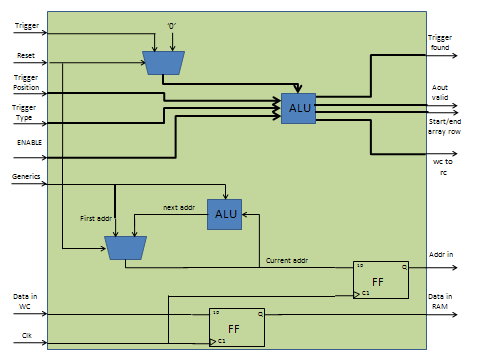 Trigger
'0'
Reset
Trigger
Position
Trigger
Type
ENABLE
Generics
Data in
WC
Clk
ALU
First addr
next addr
ALU
Current addr
1D
Q
FF
C1
1D
Q
FF
C1
Trigger
found
Aout
valid
Start/end
array row
wc to
rc
Addr in
Data in
RAM